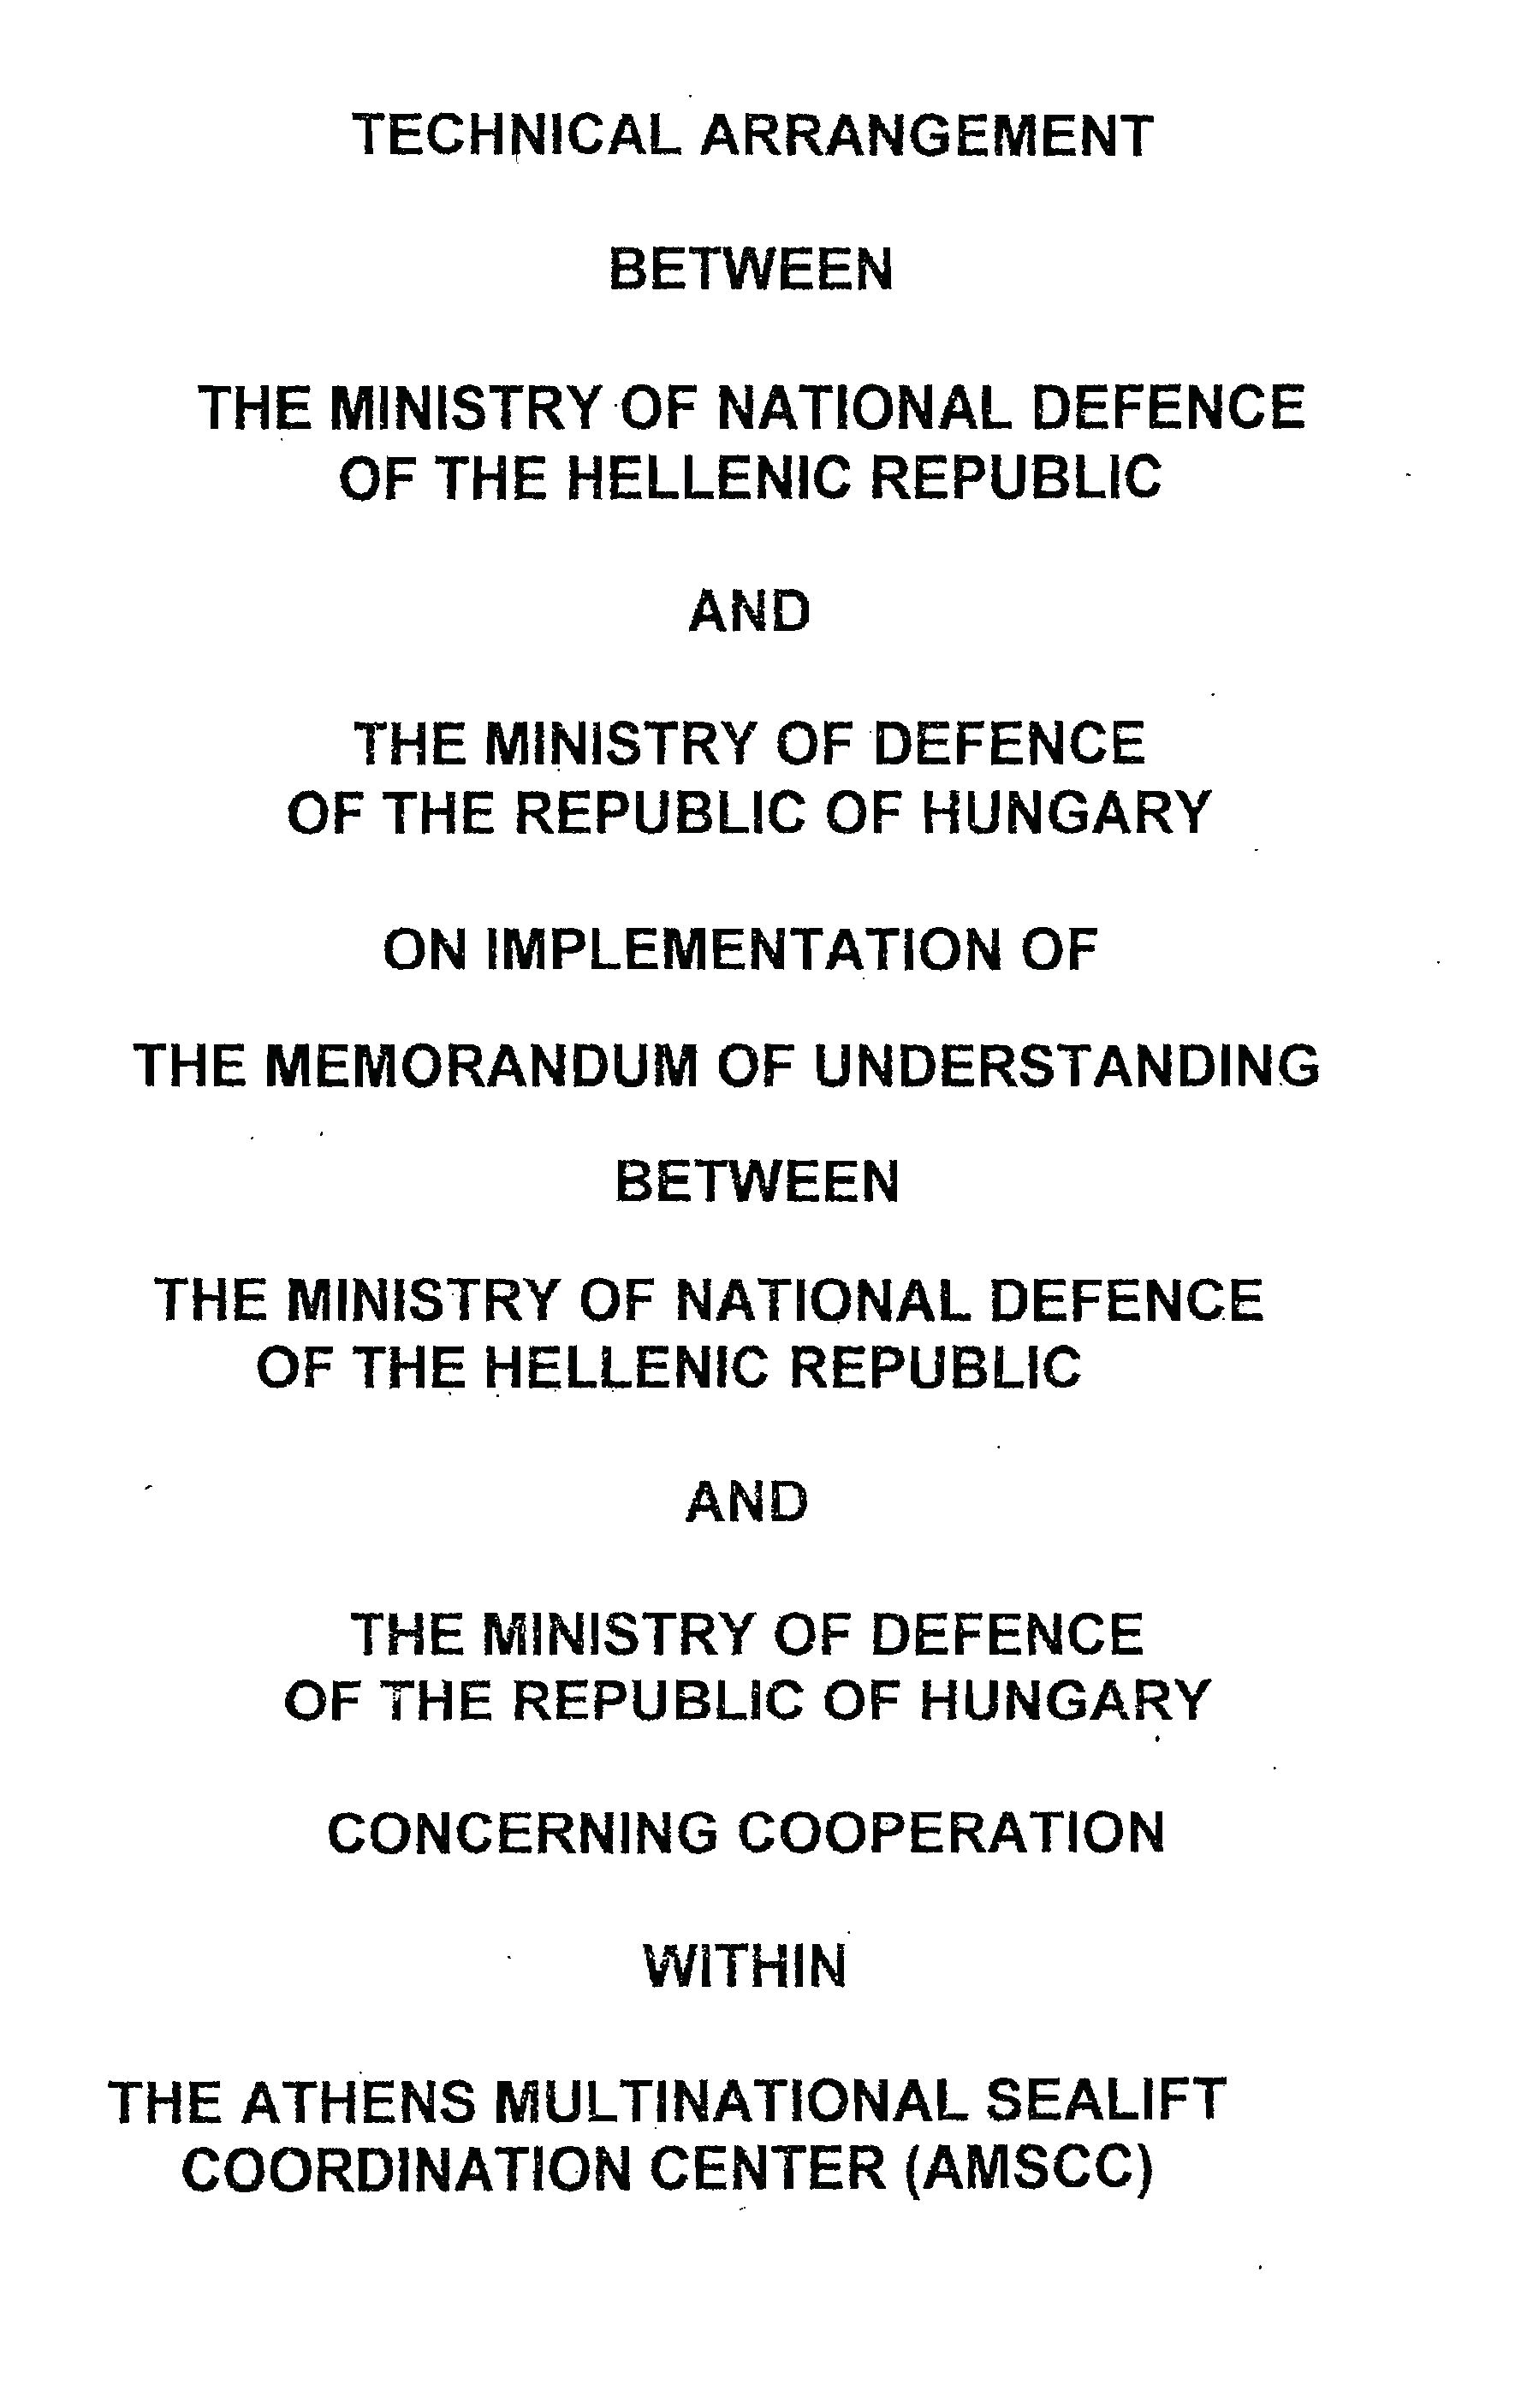 TECHNICAL ARRANGEMENT
BETWEEN
THE MINISTRY OF NATIONAL DEFENCE
OF THE HELLENIC REPUBLIC
AND
THE MINISTRY OF DEFENCE
OF THE REPUBLIC OF HUNGARY
ON IMPLEMENTATION OF
THE MEMORANDUM OF UNDERSTANDING
BETWEEN
THE MINISTRY OF NATIONAL DEFENCE
OF THE HELLENIC REPUBLIC
AND
THE MINISTRY OF DEFENCE
OF THE REPUBLIC OF HUNGARY
CONCERNING COOPERATION
WITHIN
THE ATHENS MULTINATIONAL SEALIFT
COORDINATION CENTER (AMSCC)